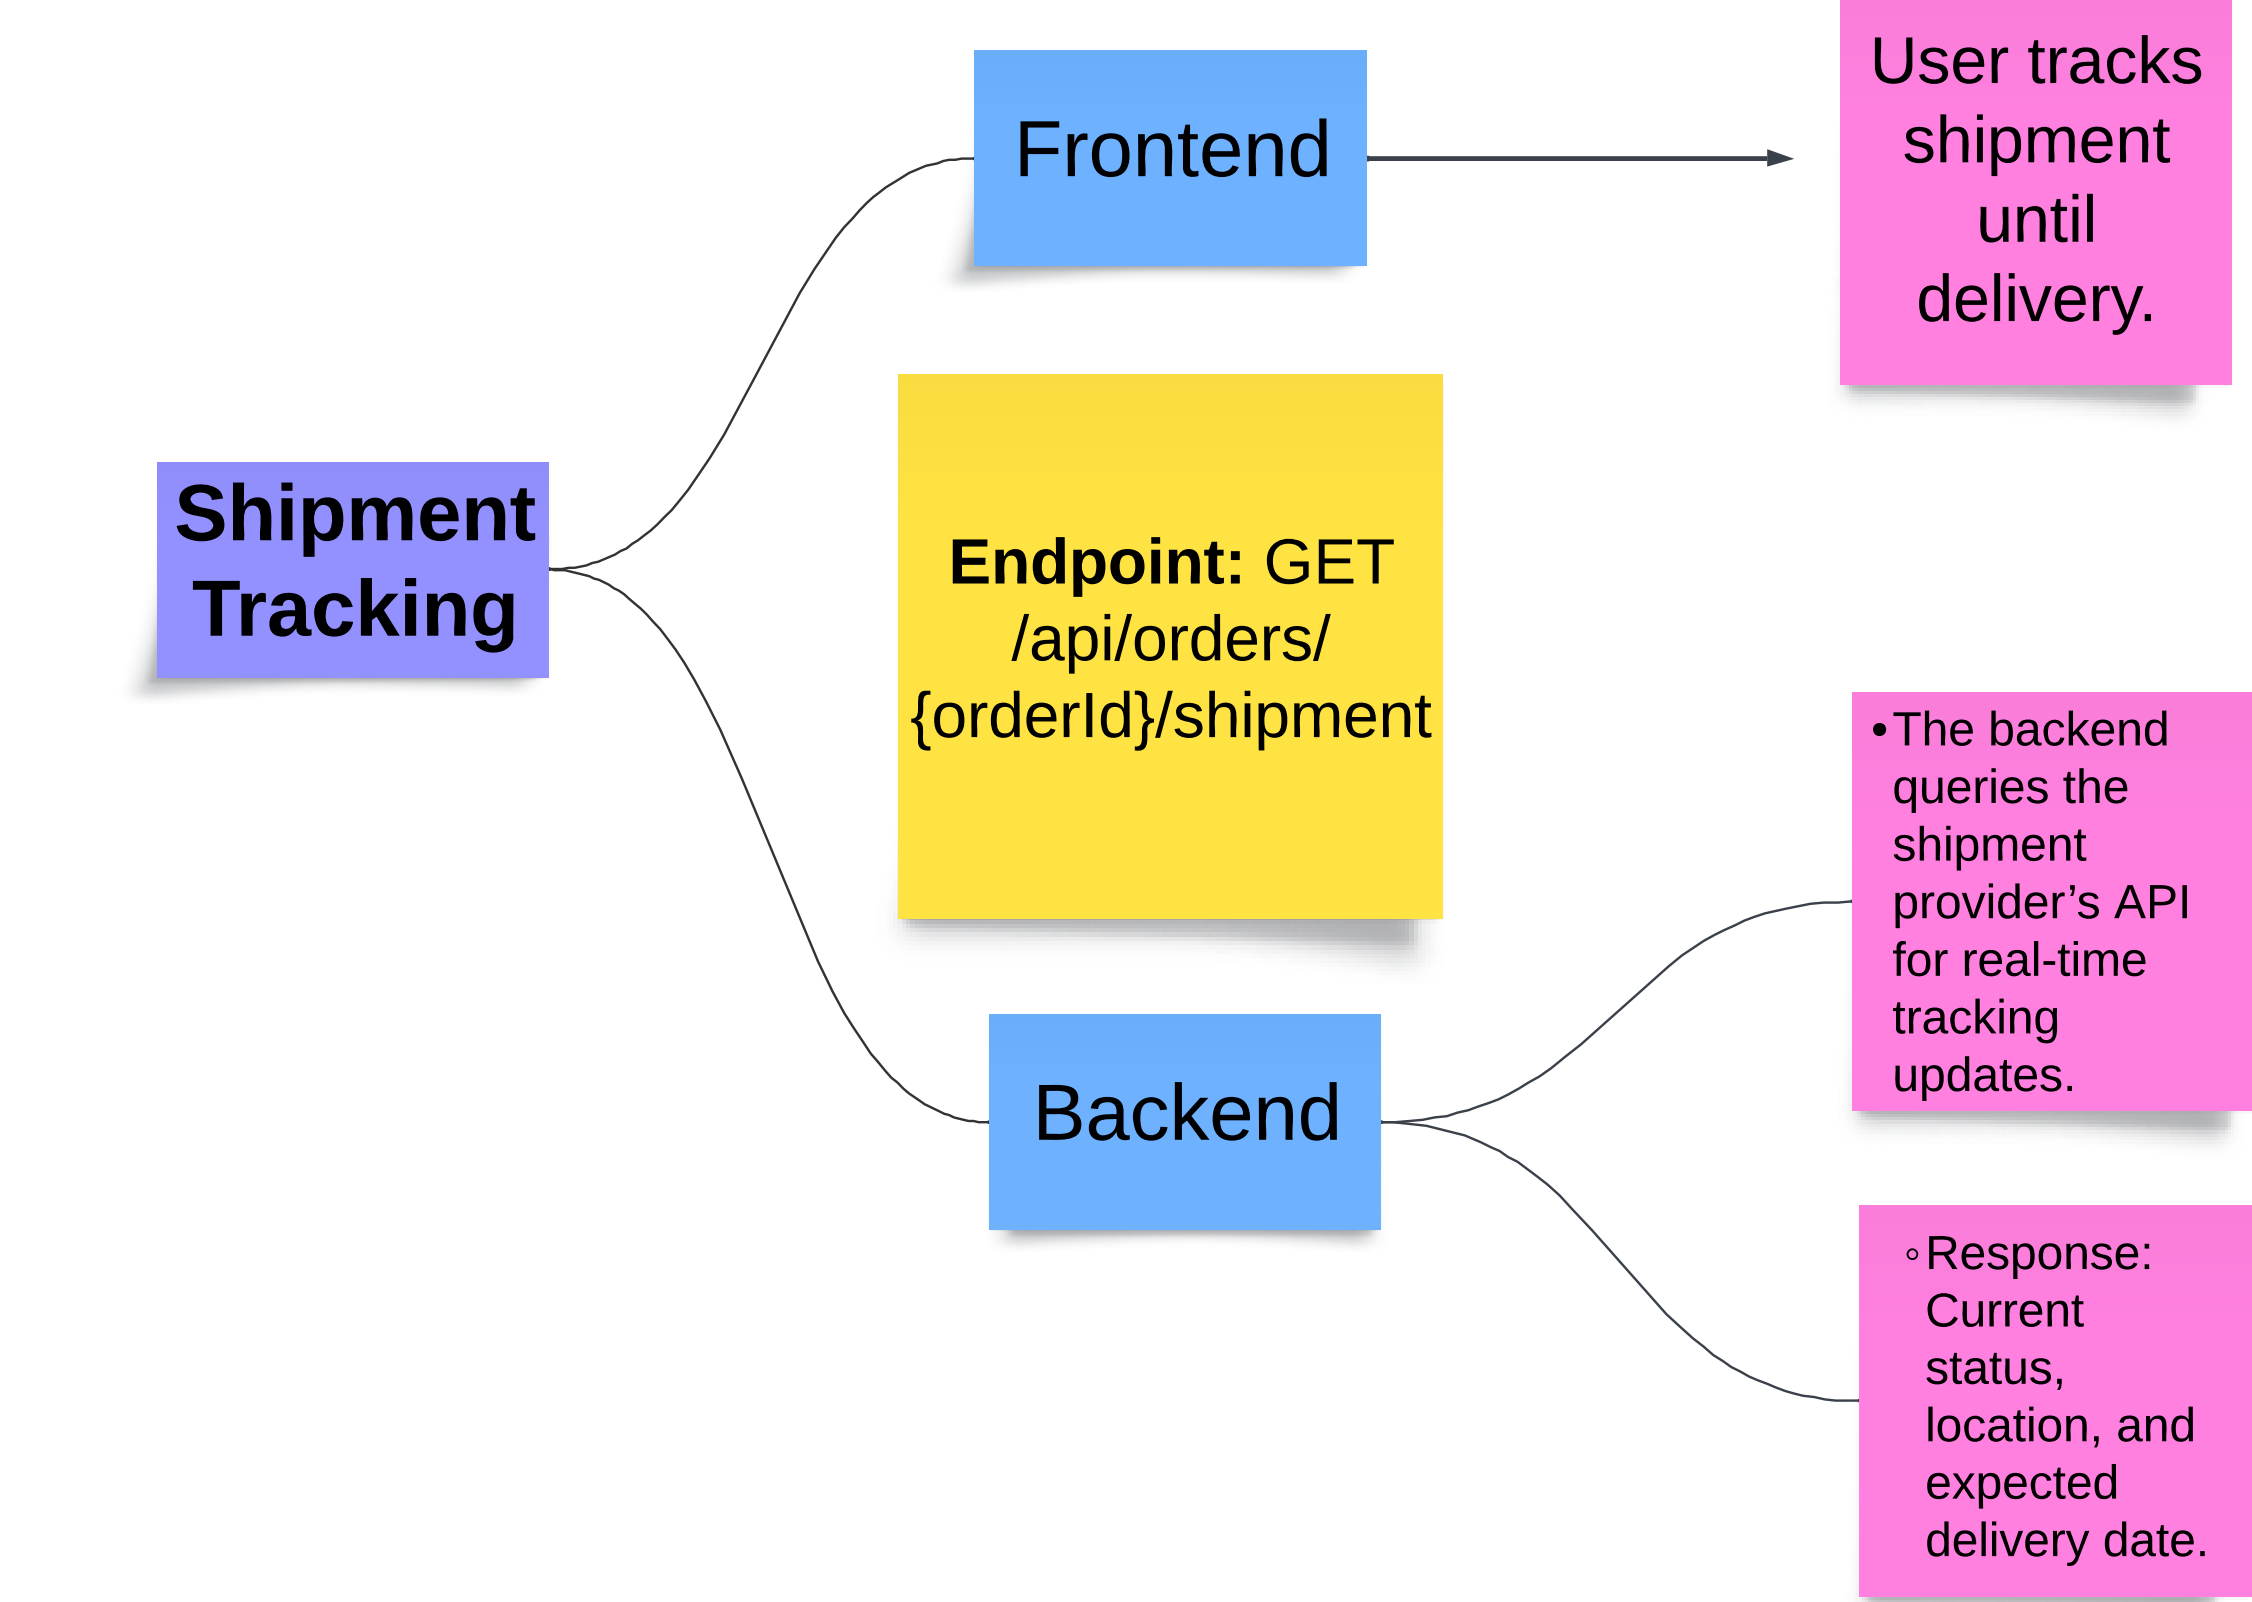 Shipment
Tracking
Frontend
User tracks
shipment
until
delivery.
Endpoint: GET
/api/orders/
{orderId}/shipment
Backend
•The backend
queries the
shipment
provider’s API
for real-time
tracking
updates.
◦Response:
Current
status,
location, and
expected
delivery date.